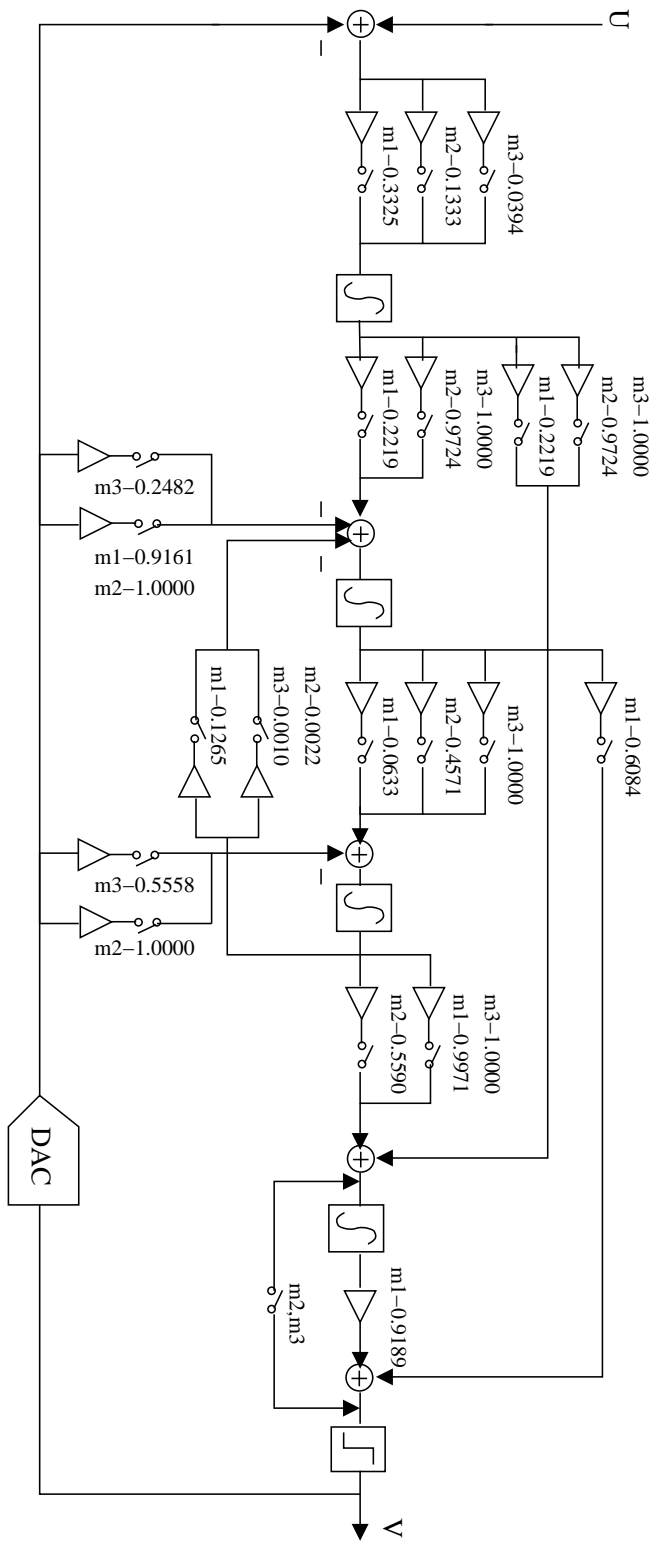 U
m3−0.0394
m2−0.1333
m1−0.3325
m3−1.0000
m2−0.9724
m1−0.2219
m3−1.0000
m2−0.9724
m1−0.2219
m3−0.2482
m1−0.9161
m2−1.0000
m1−0.6084
m3−1.0000
m2−0.4571
m1−0.0633
m2−0.0022
m3−0.0010
m1−0.1265
m3−0.5558
m2−1.0000
m3−1.0000
m1−0.9971
m2−0.5590
DAC
m1−0.9189
m2,m3
V